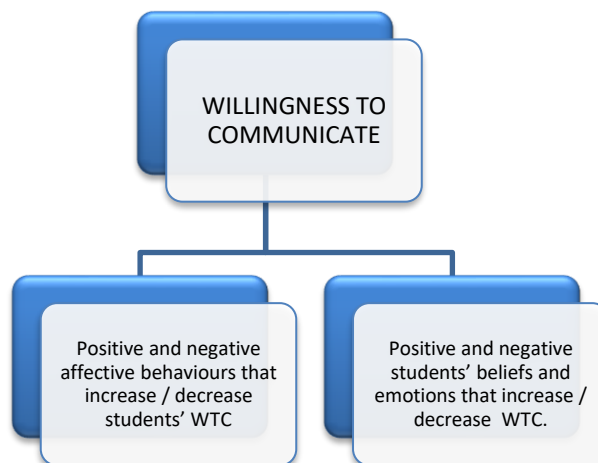 WILLINGNESS TO
COMMUNICATE
Positive and negative
affective behaviours that
increase / decrease
students’ WTC
Positive and negative
students’ beliefs and
emotions that increase /
decrease WTC.